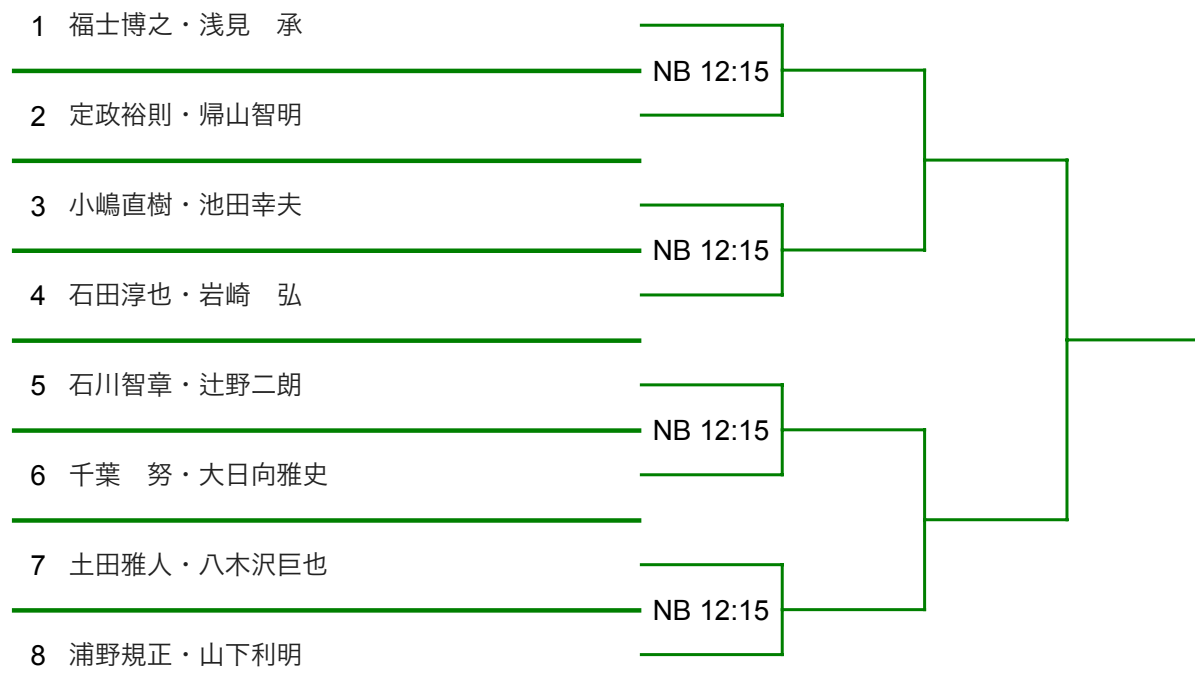 1 福士博之・浅見　承
NB 12:15
2 定政裕則・帰山智明
3 小嶋直樹・池田幸夫
NB 12:15
4 石田淳也・岩崎　弘
5 石川智章・辻野二朗
NB 12:15
6 千葉　努・大日向雅史
7 土田雅人・八木沢巨也
NB 12:15
8 浦野規正・山下利明